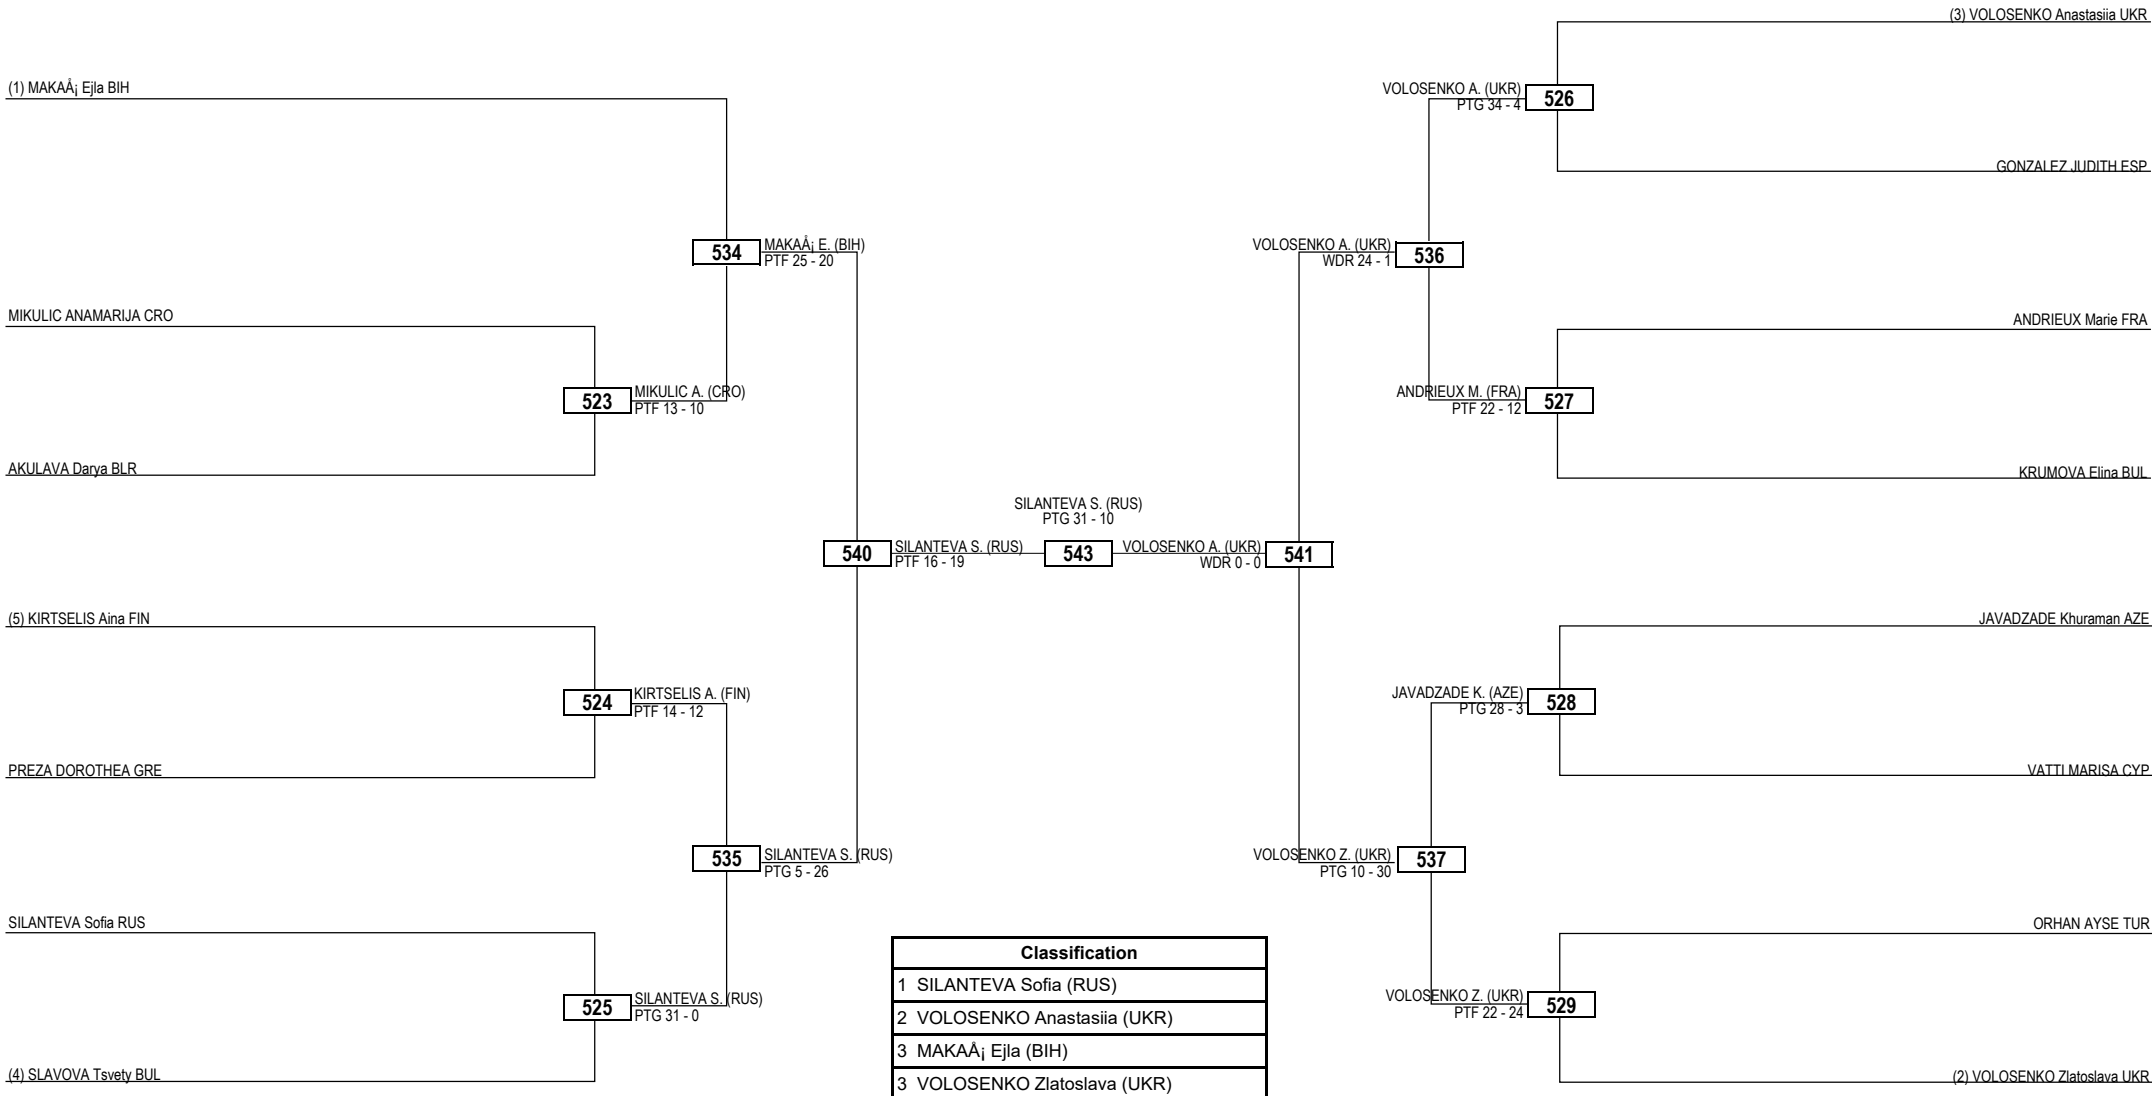 (3) VOLOSENKO Anastasiia UKR
(1) MAKAÅ¡ Ejla BIH
VOLOSENKO A. (UKR)
PTG 34 - 4
526
GONZALEZ JUDITH ESP
534
MAKAÅ¡ E. (BIH)
PTF 25 - 20
VOLOSENKO A. (UKR)
WDR 24 - 1
536
MIKULIC ANAMARIJA CRO
ANDRIEUX Marie FRA
523
MIKULIC A. (CRO)
PTF 13 - 10
ANDRIEUX M. (FRA)
PTF 22 - 12
527
AKULAVA Darya BLR
KRUMOVA Elina BUL
SILANTEVA S. (RUS)
PTG 31 - 10
540
SILANTEVA S. (RUS)
PTF 16 - 19
543
VOLOSENKO A. (UKR)
WDR 0 - 0
541
(5) KIRTSELIS Aina FIN
JAVADZADE Khuraman AZE
524
KIRTSELIS A. (FIN)
PTF 14 - 12
JAVADZADE K. (AZE)
PTG 28 - 3
528
PREZA DOROTHEA GRE
VATTI MARISA CYP
535
SILANTEVA S. (RUS)
PTG 5 - 26
VOLOSENKO Z. (UKR)
PTG 10 - 30
537
SILANTEVA Sofia RUS
ORHAN AYSE TUR
525
SILANTEVA S. (RUS)
PTG 31 - 0
VOLOSENKO Z. (UKR)
PTF 22 - 24
529
(4) SLAVOVA Tsvety BUL
(2) VOLOSENKO Zlatoslava UKR
Classification
1 SILANTEVA Sofia (RUS)
2 VOLOSENKO Anastasiia (UKR)
3 MAKAÅ¡ Ejla (BIH)
3 VOLOSENKO Zlatoslava (UKR)